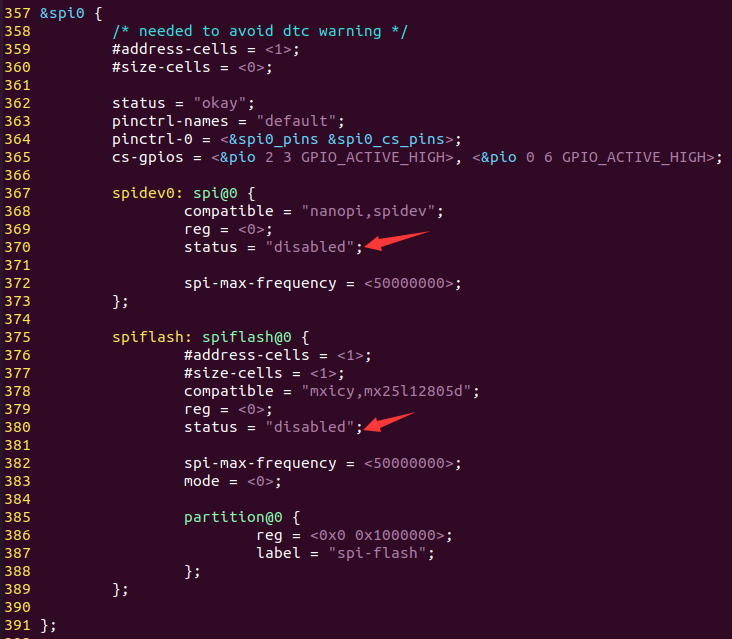 357 &spi0 {
358         /* needed to avoid dtc warning */
359         #address-cells = <1>;
360         #size-cells = <0>;
361
362         status = "okay";
363         pinctrl-names = "default";
364         pinctrl-0 = <&spi0_pins &spi0_cs_pins>;
365         cs-gpios = <&pio 2 3 GPIO_ACTIVE_HIGH>, <&pio 0 6 GPIO_ACTIVE_HIGH>;
366
367         spidev0: spi@0 {
368                 compatible = "nanopi,spidev";
369                 reg = <0>;
370                 status = "disabled";
371
372                 spi-max-frequency = <50000000>;
373         };
374
375         spiflash: spiflash@0 {
376                 #address-cells = <1>;
377                 #size-cells = <1>;
378                 compatible = "mxicy,mx25l12805d";
379                 reg = <0>;
380                 status = "disabled";
381
382                 spi-max-frequency = <50000000>;
383                 mode = <0>;
384
385                 partition@0 {
386                         reg = <0x0 0x1000000>;
387                         label = "spi-flash";
388                 };
389         };
390
391 };